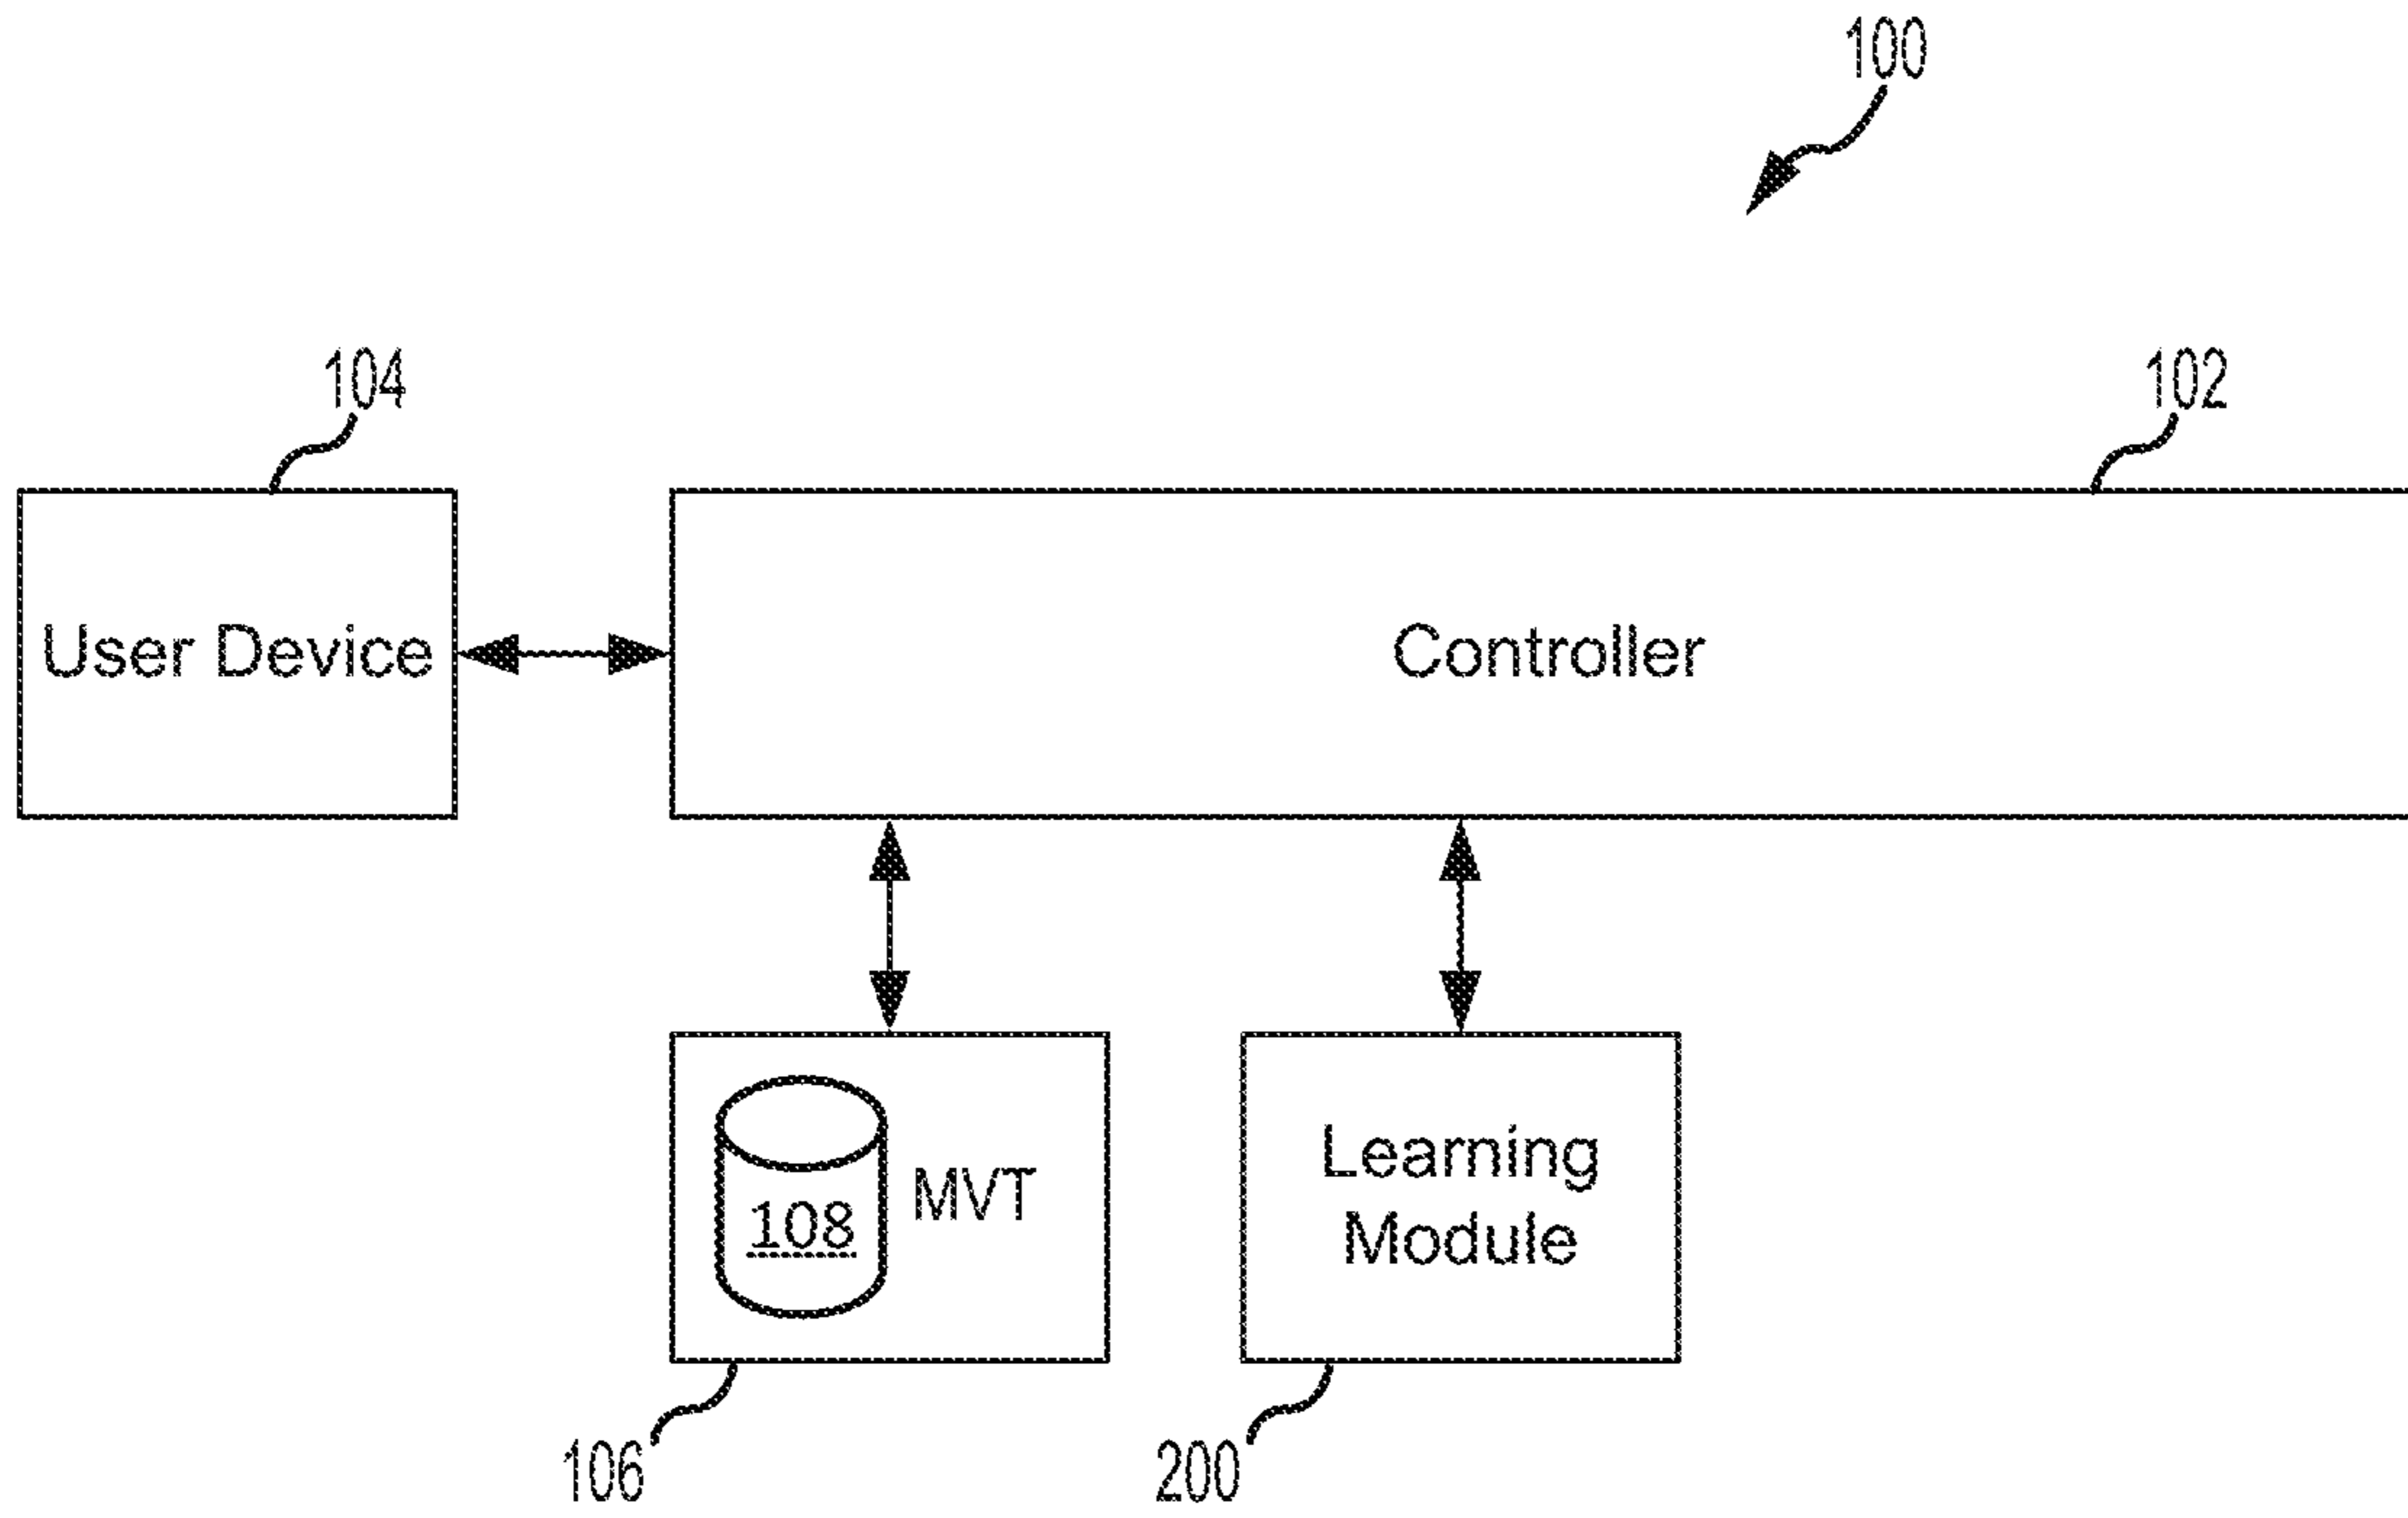 100
104
102
User Device
Controller
108
MVT
Learning
Module
106
200